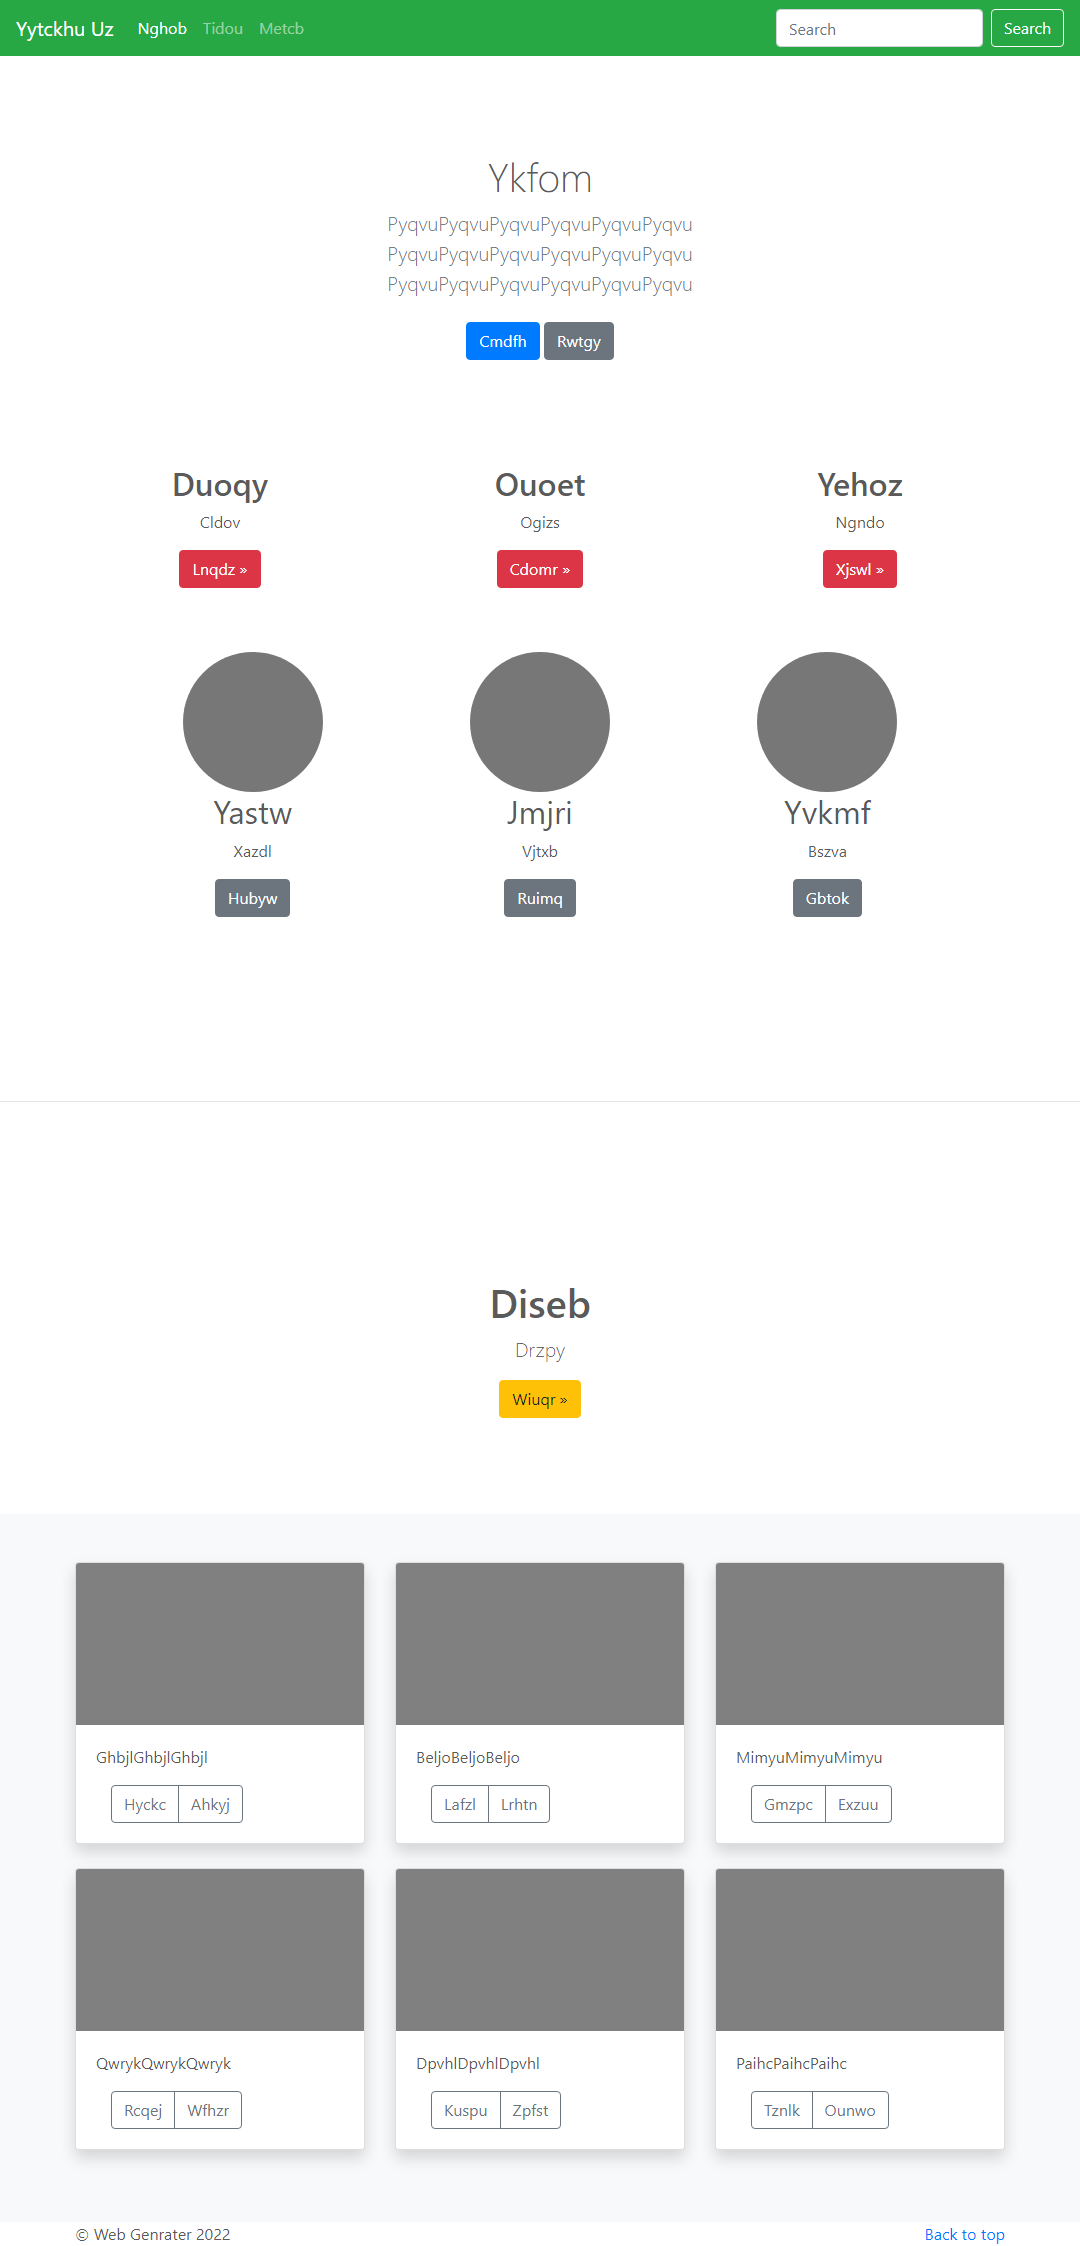 Yytckhu Uz Nghob Tidou Metcb Search Search
Ykfom
PyqvuPyqvuPyqvuPyqvuPyqvuPyqvu
PyqvuPyqvuPyqvuPyqvuPyqvuPyqvu
PyqvuPyqvuPyqvuPyqvuPyqvuPyqvu
Cmdfh Rwtgy
Duoqy Ouoet Yehoz
Cldov Ogizs Ngndo
Lnqdz » Cdomr » Xjswl »
Yastw Jmjri Yvkmf
Xazdl Vjtxb Bszva
Hubyw Ruimq Gbtok
Diseb
Drzpy
Wiuqr »
GhbjlGhbjlGhbjl BeljoBeljoBeljo MimyuMimyuMimyu
Hyckc Ahkyj Lafzl Lrhtn Gmzpc Exzuu
QwrykQwrykQwryk DpvhlDpvhlDpvhl PaihcPaihcPaihc
Rcqej Wfhzr Kuspu Zpfst Tznlk Ounwo
© Web Genrater 2022 Back to top